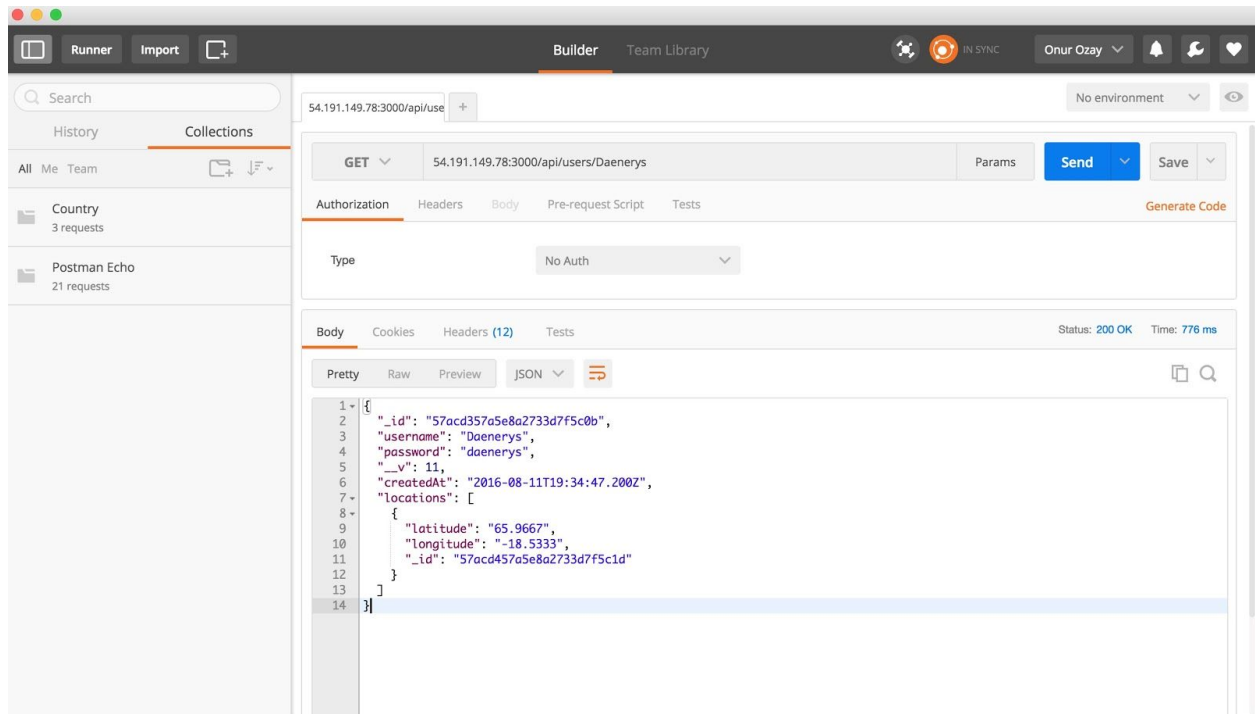 Runner Import Builder Team Library IN SYNC Onur Ozay
Search
History Collections
All Me Team
Country
3 requests
Postman Echo
21 requests
54.191.149.78:3000/api/use + No environment
GET 54.191.149.78:3000/api/users/Daenerys Params Send Save
Authorization Headers Body Pre-request Script Tests Generate Code
Type No Auth
Body Cookies Headers (12) Tests Status: 200 OK Time: 776 ms
Pretty Raw Preview JSON
1 {
2 "_id": "57acd357a5e8a2733d7f5c0b",
3 "username": "Daenerys",
4 "password": "daenerys",
5 "__v": 11,
6 "createdAt": "2016-08-11T19:34:47.200Z",
7 "locations": [
8 {
9 "latitude": "65.9667",
10 "longitude": "-18.5333",
11 "_id": "57acd457a5e8a2733d7f5c1d"
12 }
13 ]
14 }